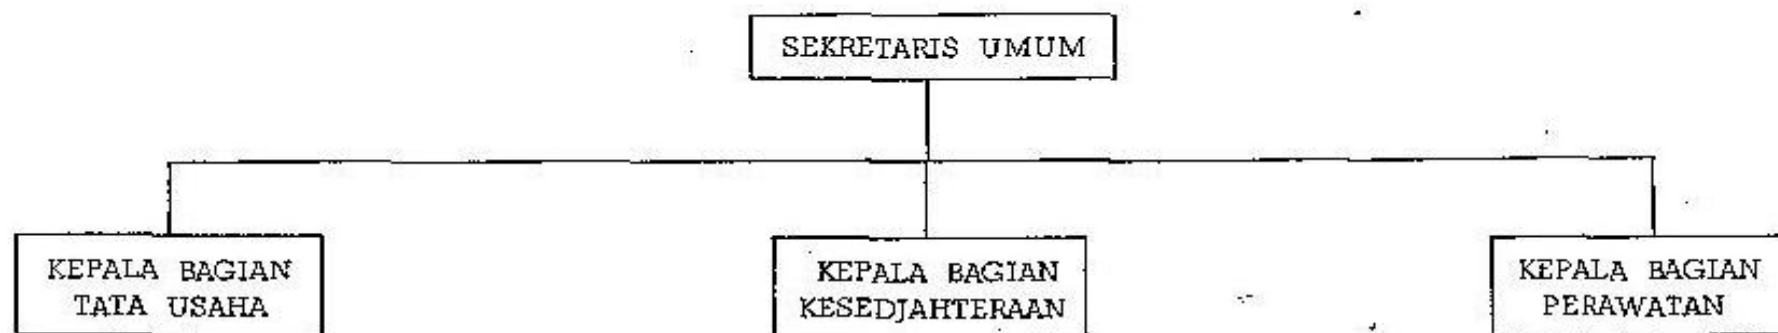 SEKRETARIS UMUM
KEPALA BAGIAN
TATA USAHA
KEPALA BAGIAN
KESEDJAHTERAAN
KEPALA BAGIAN
PERAWATAN